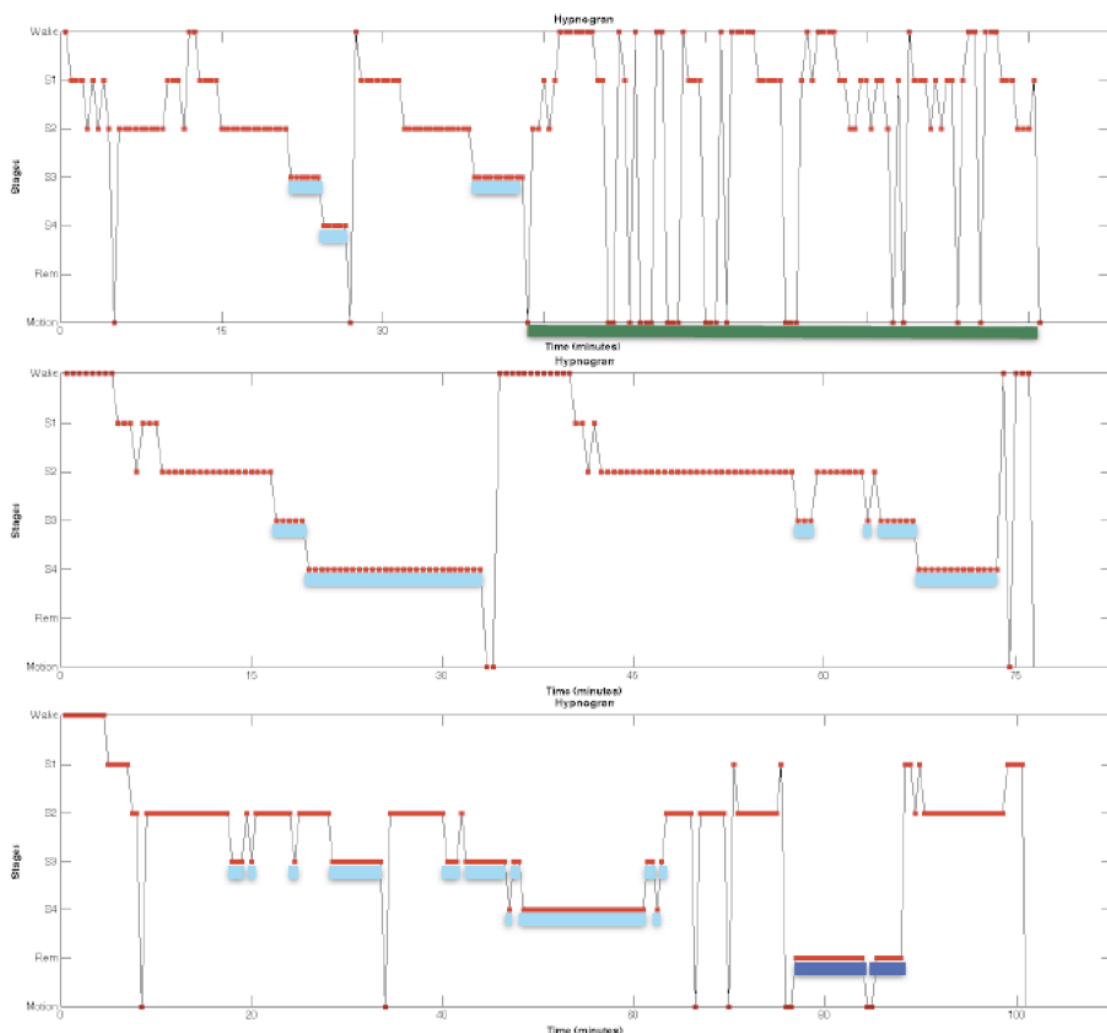 Hypnogram
Wake
S1
S2
S3
S4
Rem
Motion
Stages
0
15
30
Time (minutes)
Hypnogram
Wake
S1
S2
S3
S4
Rem
Motion
Stages
0
15
30
45
60
75
Time (minutes)
Hypnogram
Wake
S1
S2
S3
S4
Rem
Motion
Stages
0
20
40
60
80
100
Time (minutes)